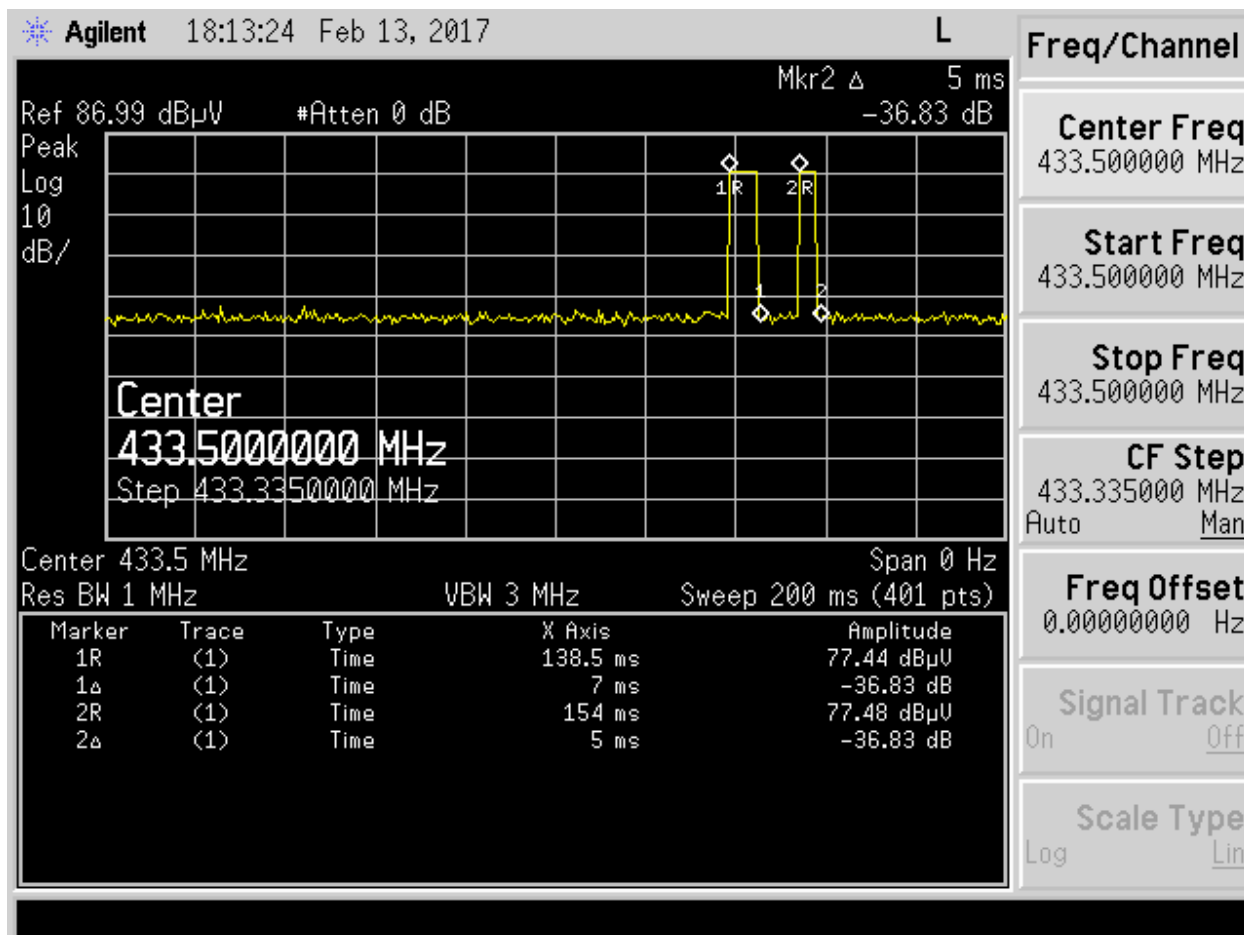 Agilent 18:13:24 Feb 13, 2017 L
Mkr2 Δ 5 ms
Ref 86.99 dBµV #Atten 0 dB -36.83 dB
Peak
Log
10
dB/
1R 2R
1 2
Center
433.5000000 MHz
Step 433.3350000 MHz
Center 433.5 MHz Span 0 Hz
Res BW 1 MHz VBW 3 MHz Sweep 200 ms (401 pts)
Marker Trace Type X Axis Amplitude
1R (1) Time 138.5 ms 77.44 dBµV
1Δ (1) Time 7 ms -36.83 dB
2R (1) Time 154 ms 77.48 dBµV
2Δ (1) Time 5 ms -36.83 dB
Freq/Channel
Center Freq
433.500000 MHz
Start Freq
433.500000 MHz
Stop Freq
433.500000 MHz
CF Step
433.335000 MHz
Auto Man
Freq Offset
0.00000000 Hz
Signal Track
On Off
Scale Type
Log Lin